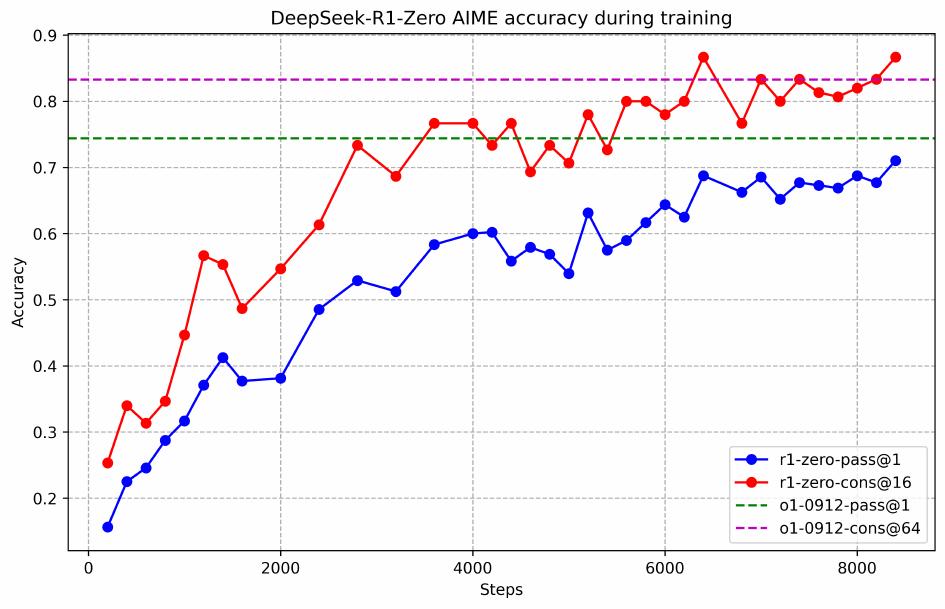 DeepSeek-R1-Zero AIME accuracy during training
Accuracy
0.9
0.8
0.7
0.6
0.5
0.4
0.3
0.2
r1-zero-pass@1
r1-zero-cons@16
o1-0912-pass@1
o1-0912-cons@64
0 2000 4000 6000 8000
Steps